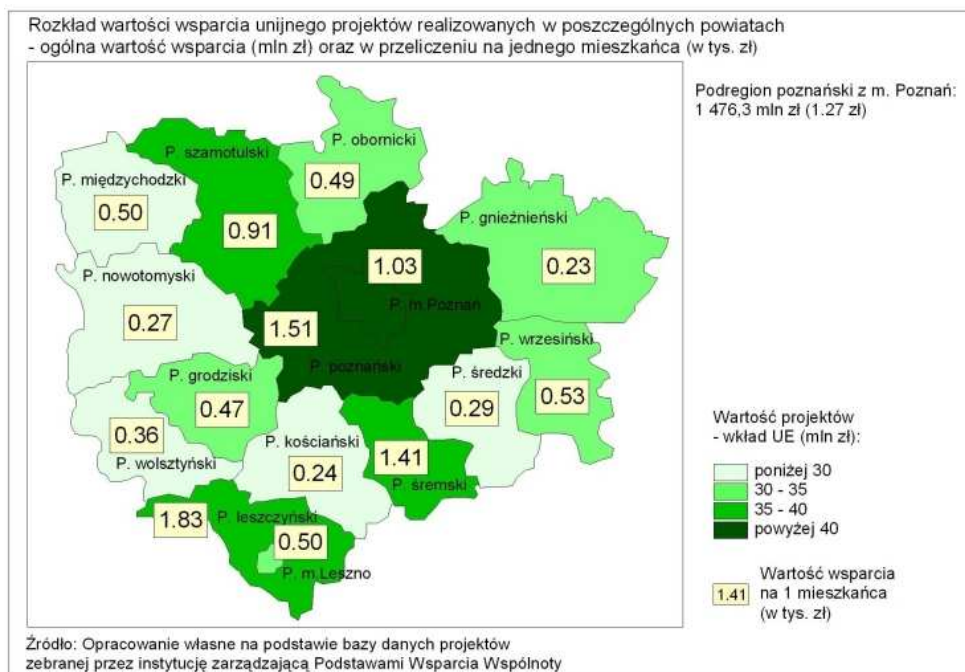 Rozkład wartości wsparcia unijnego projektów realizowanych w poszczególnych powiatach
- ogólna wartość wsparcia (mln zł) oraz w przeliczeniu na jednego mieszkańca (w tys. zł)
Podregion poznański z m. Poznań:
1 476,3 mln zł (1.27 zł)
P. obornicki
0.49
P. szamotulski
0.91
P. międzychodzki
0.50
P. gnieźnieński
0.23
1.03
P. m.Poznań
P. nowotomyski
0.27
1.51
P. poznański
P. wrzesiński
0.53
P. średzki
0.29
P. grodziski
0.47
0.36
P. wolsztyński
P. kościański
0.24
1.41
P. śremski
1.83
P. leszczyński
0.50
P. m.Leszno
Wartość projektów
- wkład UE (mln zł):
poniżej 30
30 - 35
35 - 40
powyżej 40
1.41
Wartość wsparcia
na 1 mieszkańca
(w tys. zł)
Źródło: Opracowanie własne na podstawie bazy danych projektów
zebranej przez instytucję zarządzającą Podstawami Wsparcia Wspólnoty